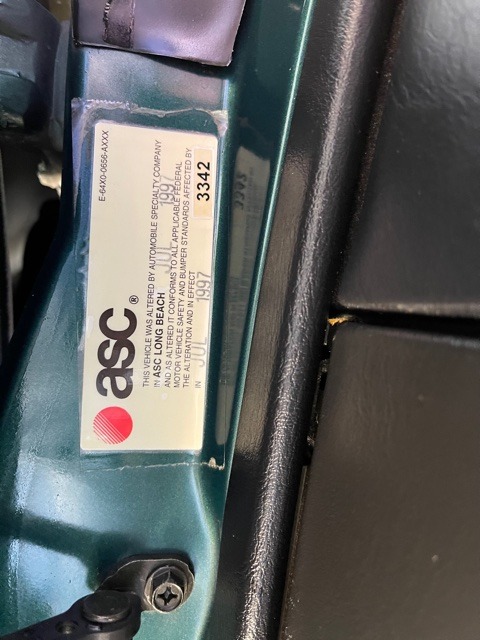 asc®
E-64X0-0656-AXXX
THIS VEHICLE WAS ALTERED BY AUTOMOBILE SPECIALTY COMPANY
IN ASC LONG BEACH JUL 1997
AND AS ALTERED IT CONFORMS TO ALL APPLICABLE FEDERAL
MOTOR VEHICLE SAFETY AND BUMPER STANDARDS AFFECTED BY
THE ALTERATION AND IN EFFECT
IN JUL 1997
3342